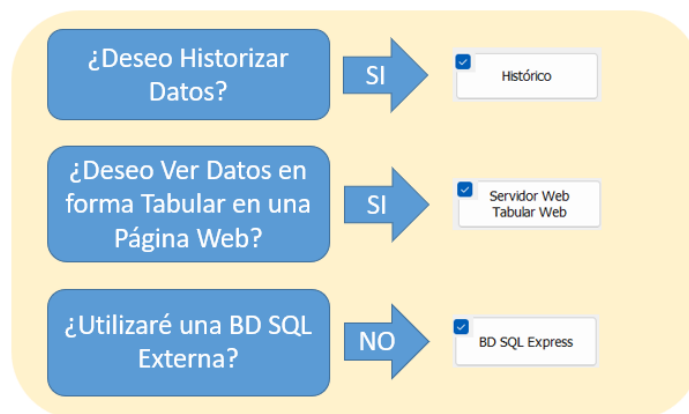 ¿Deseo Historizar
Datos?
SI
Histórico
¿Deseo Ver Datos en
forma Tabular en una
Página Web?
SI
Servidor Web
Tabular Web
¿Utilizaré una BD SQL
Externa?
NO
BD SQL Express